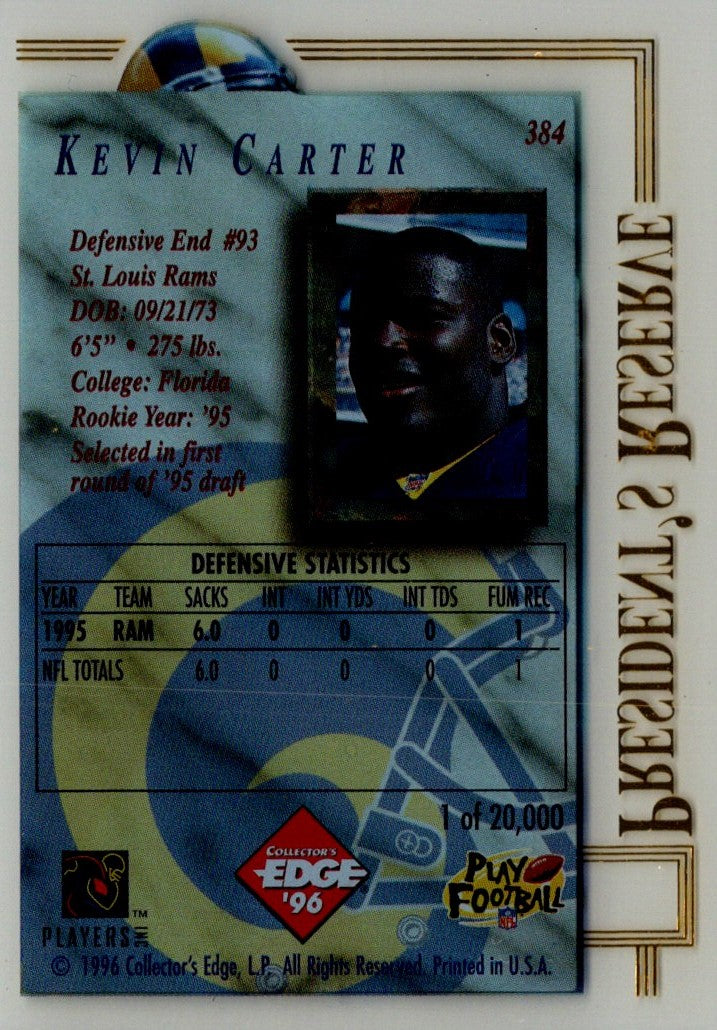 KEVIN CARTER
384
Defensive End #93
St. Louis Rams
DOB: 09/21/73
6'5" • 275 lbs.
College: Florida
Rookie Year: '95
Selected in first
round of '95 draft
PRESIDENT'S RESERVE
DEFENSIVE STATISTICS
YEAR TEAM SACKS INT INT YDS INT TDS FUM REC
1995 RAM 6.0 0 0 0 1
NFL TOTALS 6.0 0 0 0 1
1 of 20,000
COLLECTOR'S
EDGE
'96
PLAY
FOOTBALL
NFL
TM
PLAYERS INC
© 1996 Collector's Edge, L.P. All Rights Reserved. Printed in U.S.A.